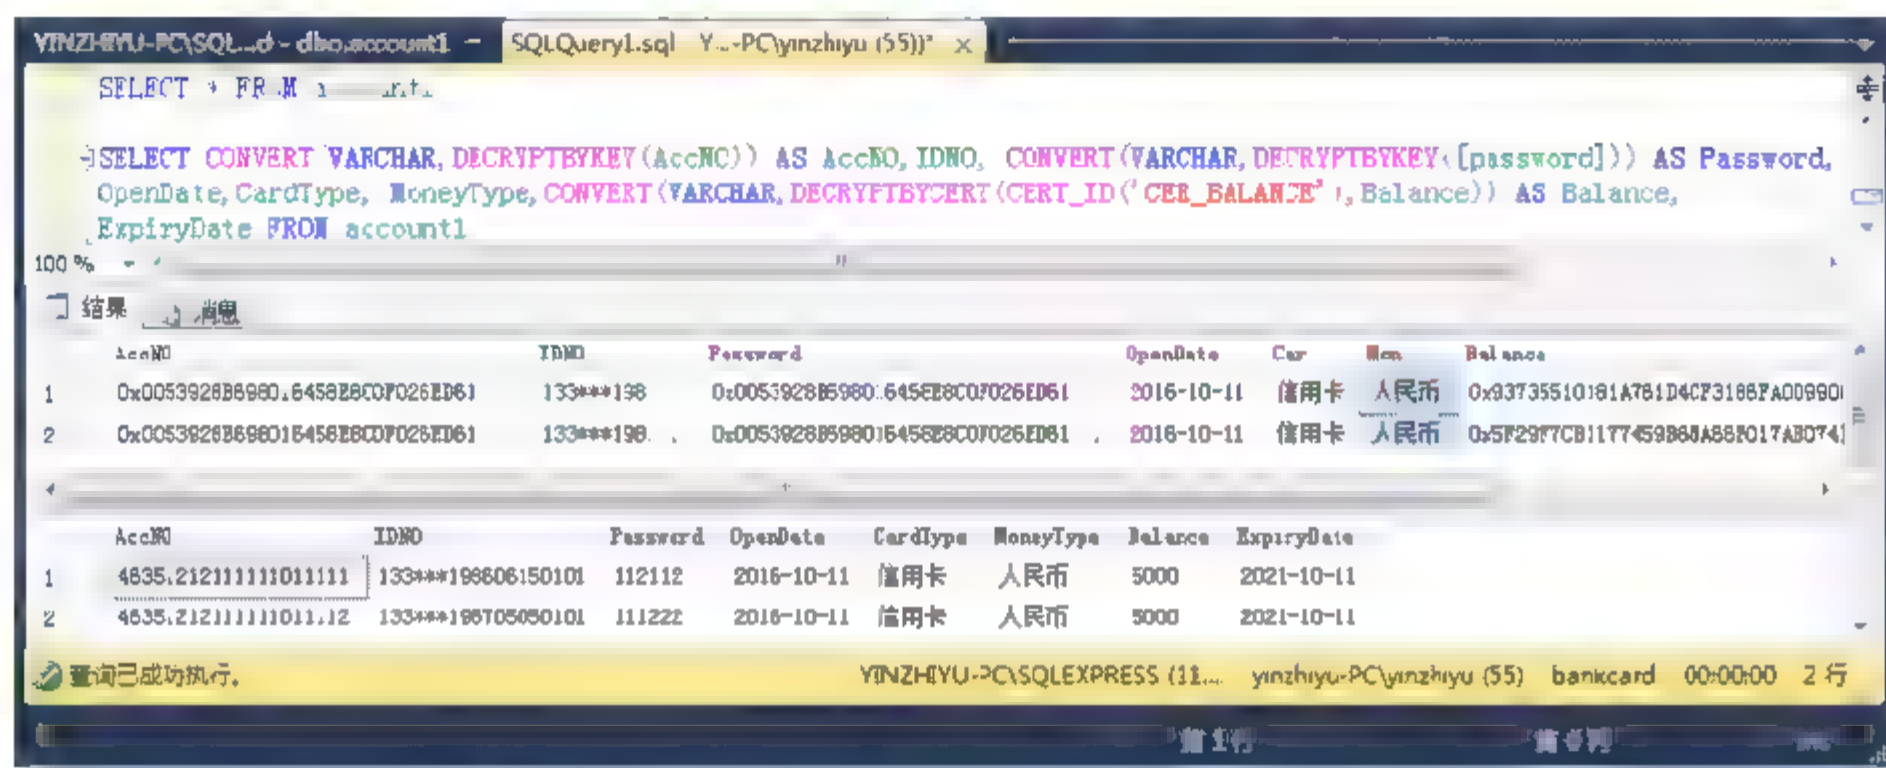 YINZHIYU-PC\SQL...d - dbo.account1 SQLQuery1.sql Y...-PC\yinzhiyu (55))* ×
SELECT * FROM
SELECT CONVERT VARCHAR,DECRYPTBYKEY(AccNO)) AS AccNO,IDNO, CONVERT(VARCHAR,DECRYPTBYKEY([password])) AS Password,
OpenDate,CardType, MoneyType,CONVERT(VARCHAR,DECRYPTBYCERT(CERT_ID('CER_BALANCE'),Balance)) AS Balance,
ExpiryDate FROM account1
100 %
结果 消息
AccNO IDNO Password OpenDate Car Mon Balance
1 133***198 2016-10-11 信用卡 人民币
2 133***198 2016-10-11 信用卡 人民币
AccNO IDNO Password OpenDate CardType MoneyType Balance ExpiryDate
1 133***198606150101 112112 2016-10-11 信用卡 人民币 5000 2021-10-11
2 133***198705050101 111222 2016-10-11 信用卡 人民币 5000 2021-10-11
查询已成功执行。 YINZHIYU-PC\SQLEXPRESS (11... yinzhiyu-PC\yinzhiyu (55) bankcard 00:00:00 2 行